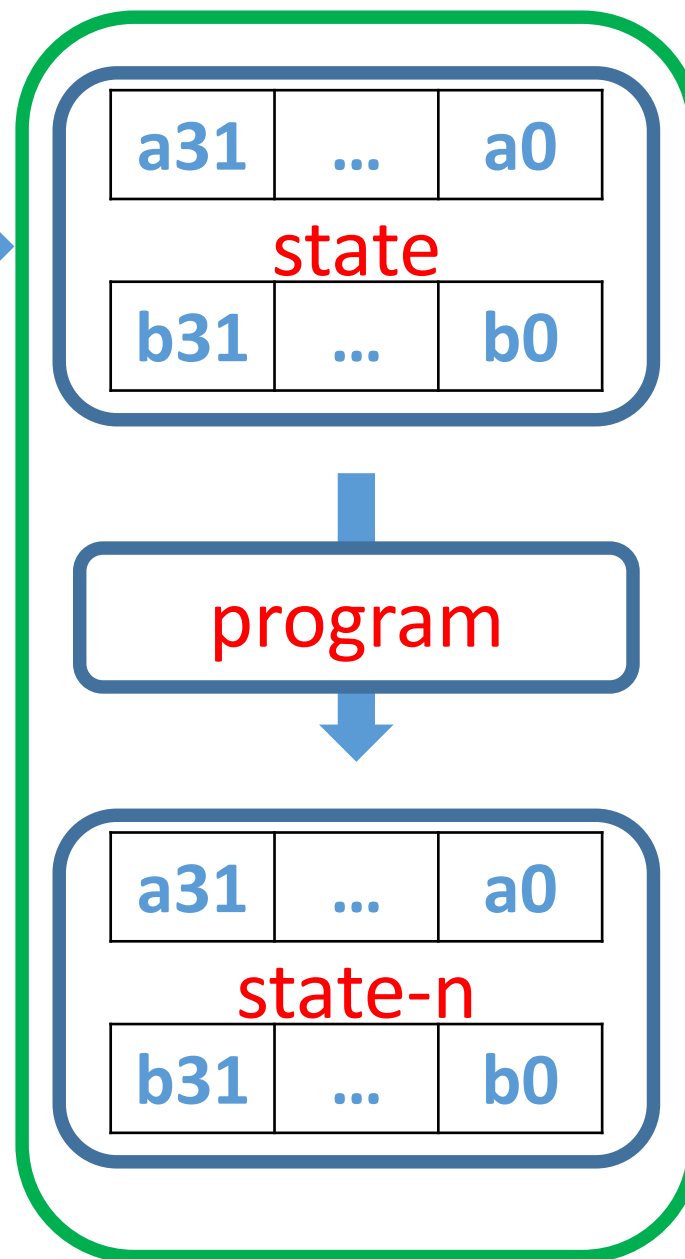 a31 … a0
state
b31 … b0
program
a31 … a0
state-n
b31 … b0